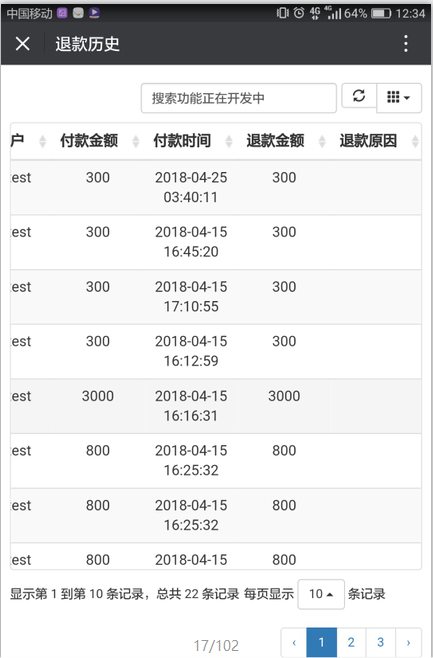 中国移动 4G 4G 64% 12:34
退款历史
搜索功能正在开发中
户 付款金额 付款时间 退款金额 退款原因
est 300 2018-04-25 300
03:40:11
est 300 2018-04-15 300
16:45:20
est 300 2018-04-15 300
17:10:55
est 300 2018-04-15 300
16:12:59
est 3000 2018-04-15 3000
16:16:31
est 800 2018-04-15 800
16:25:32
est 800 2018-04-15 800
16:25:32
est 800 2018-04-15 800
显示第 1 到第 10 条记录，总共 22 条记录 每页显示 10 条记录
‹ 1 2 3 ›
17/102